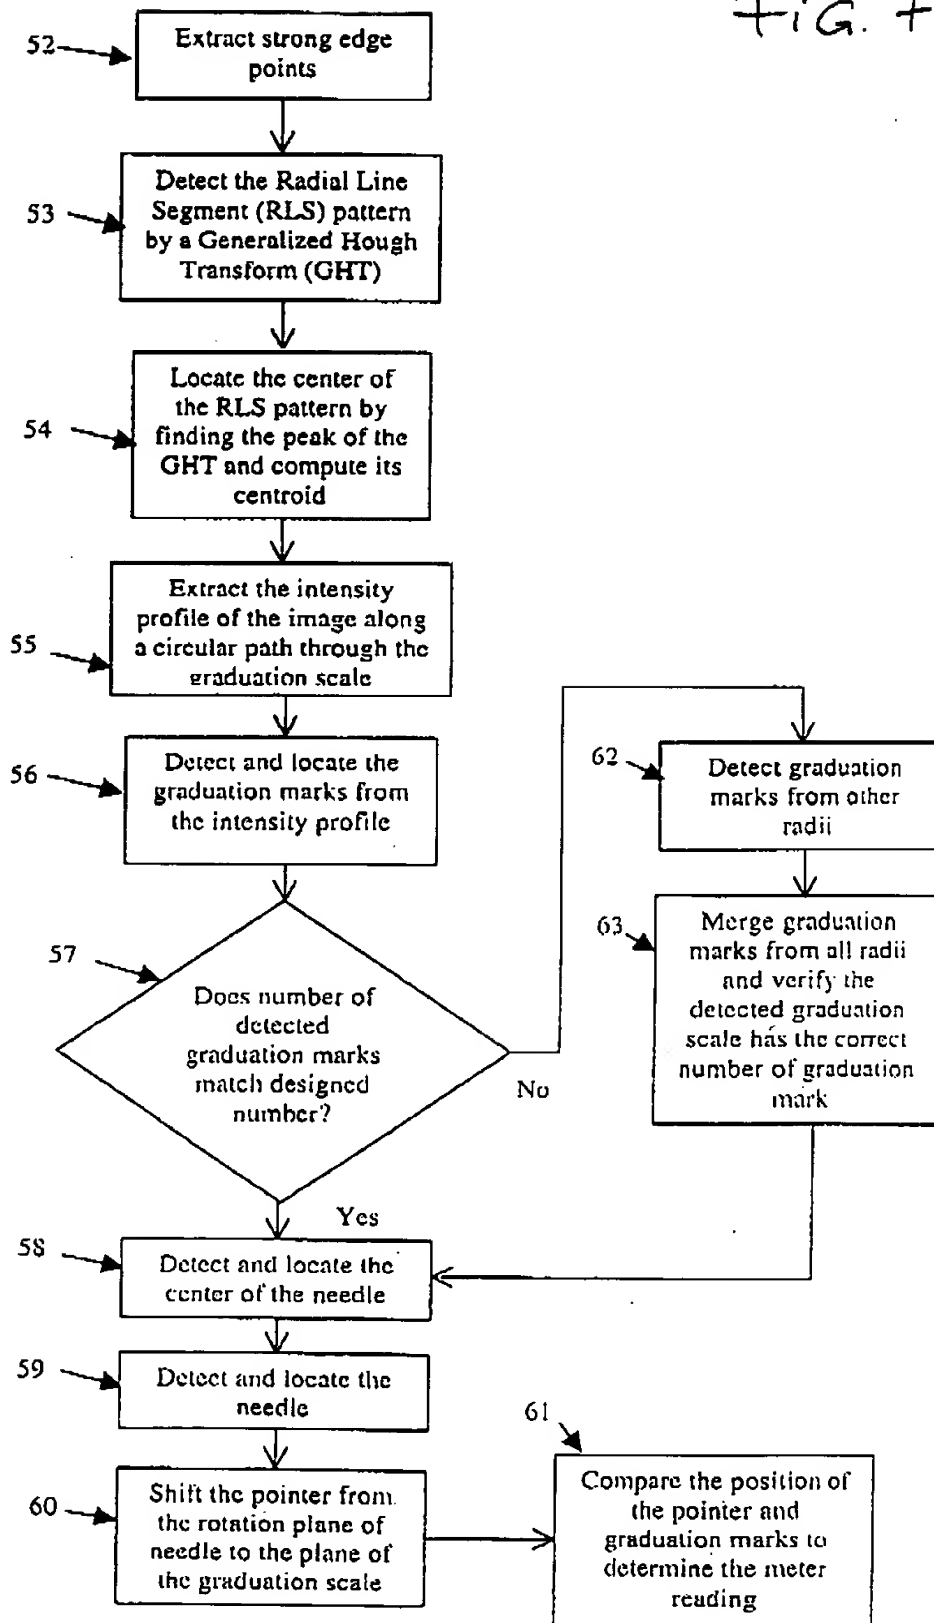 FIG.
52
Extract strong edge
points
53
Detect the Radial Line
Segment (RLS) pattern
by a Generalized Hough
Transform (GHT)
54
Locate the center of
the RLS pattern by
finding the peak of the
GHT and compute its
centroid
55
Extract the intensity
profile of the image along
a circular path through the
graduation scale
56
Detect and locate the
graduation marks from
the intensity profile
57
Does number of
detected
graduation marks
match designed
number?
No
Yes
62
Detect graduation
marks from other
radii
63
Merge graduation
marks from all radii
and verify the
detected graduation
scale has the correct
number of graduation
mark
58
Detect and locate the
center of the needle
59
Detect and locate the
needle
60
Shift the pointer from
the rotation plane of
needle to the plane of
the graduation scale
61
Compare the position of
the pointer and
graduation marks to
determine the meter
reading